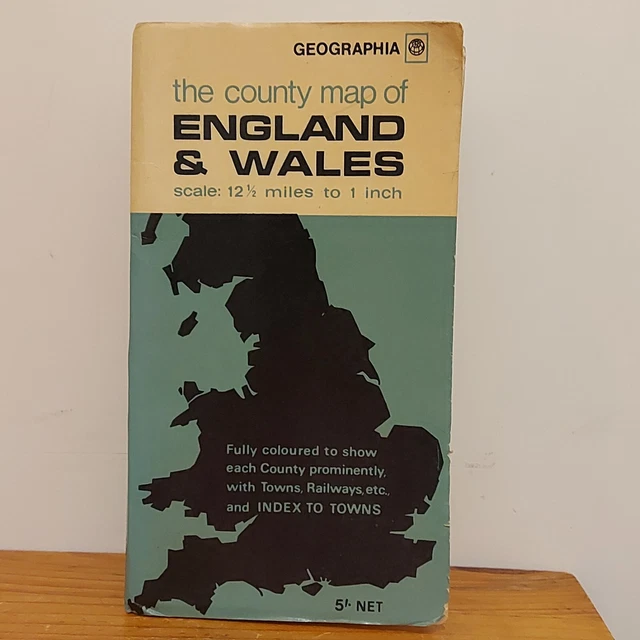 GEOGRAPHIA
the county map of
ENGLAND
& WALES
scale: 12½ miles to 1 inch
Fully coloured to show
each County prominently,
with Towns, Railways, etc.,
and INDEX TO TOWNS
5/- NET